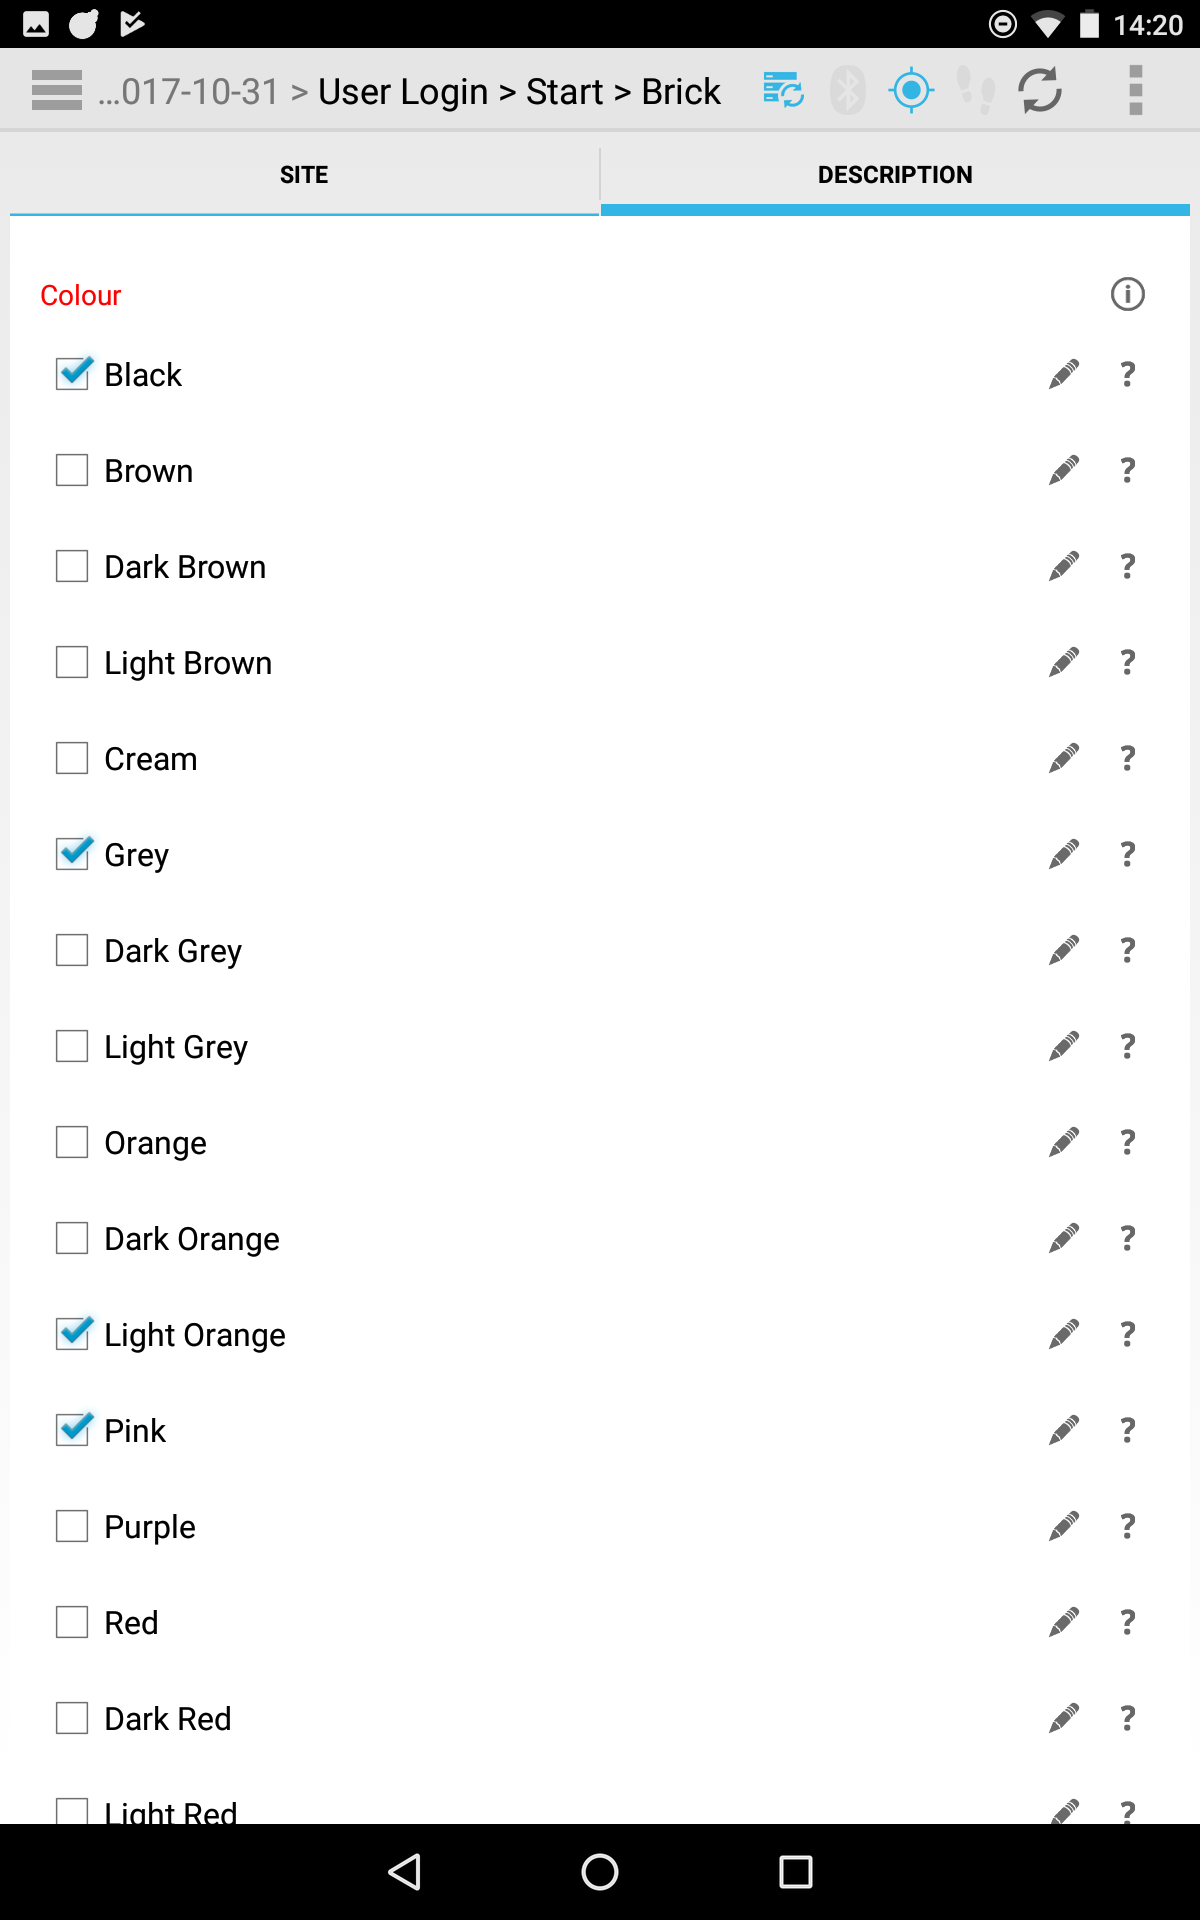 14:20
...017-10-31 > User Login > Start > Brick
SITE
DESCRIPTION
Colour
Black ?
Brown ?
Dark Brown ?
Light Brown ?
Cream ?
Grey ?
Dark Grey ?
Light Grey ?
Orange ?
Dark Orange ?
Light Orange ?
Pink ?
Purple ?
Red ?
Dark Red ?
Light Red ?